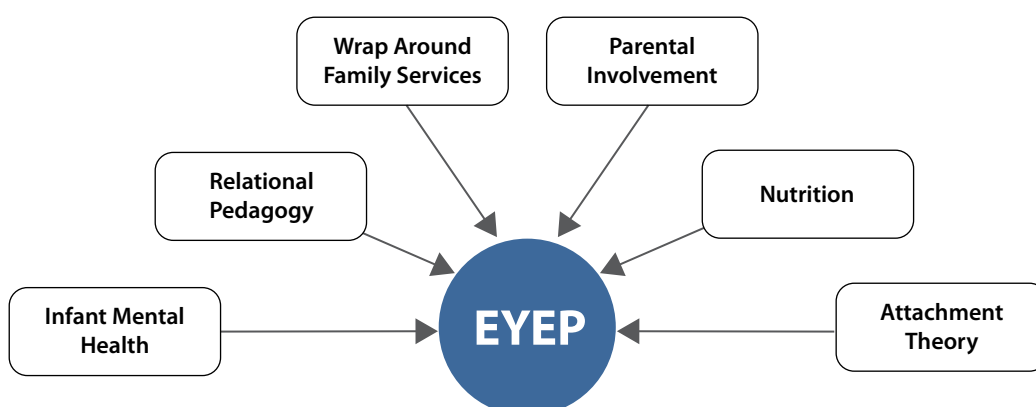 Wrap Around
Family Services
Parental
Involvement
Relational
Pedagogy
Nutrition
Infant Mental
Health
EYEP
Attachment
Theory